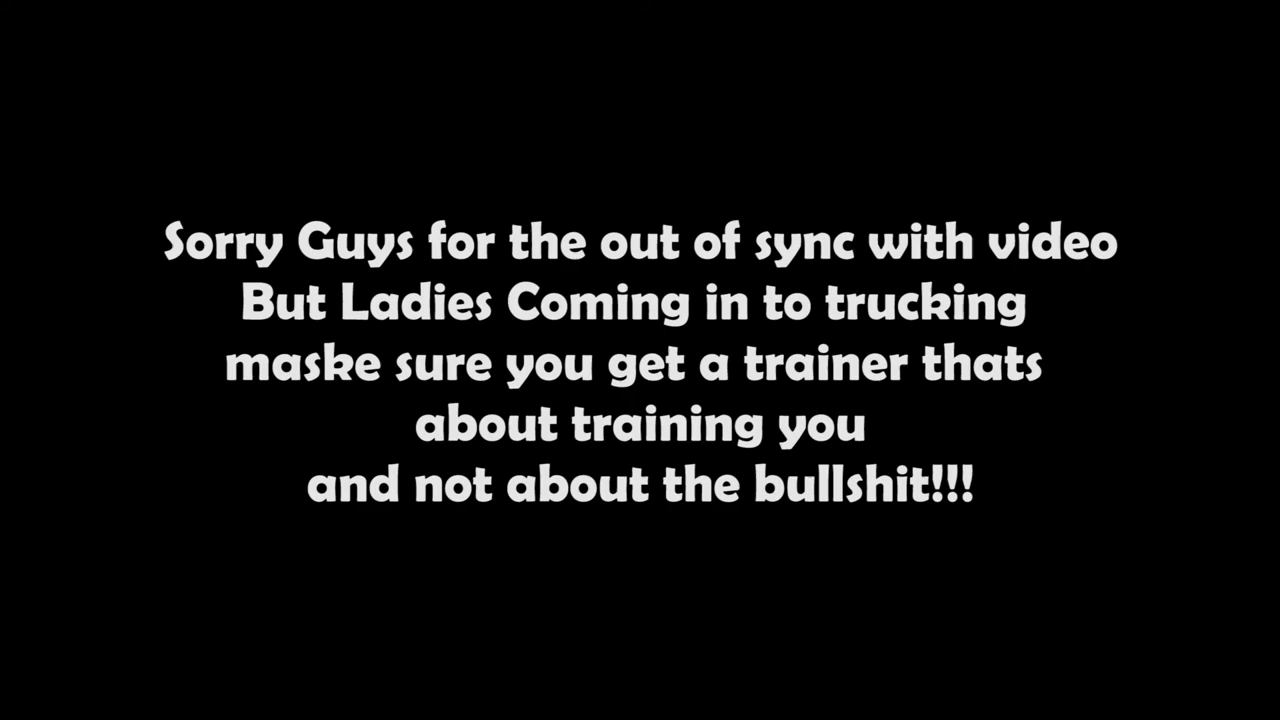 Sorry Guys for the out of sync with video
But Ladies Coming in to trucking
maske sure you get a trainer thats
about training you
and not about the bullshit!!!